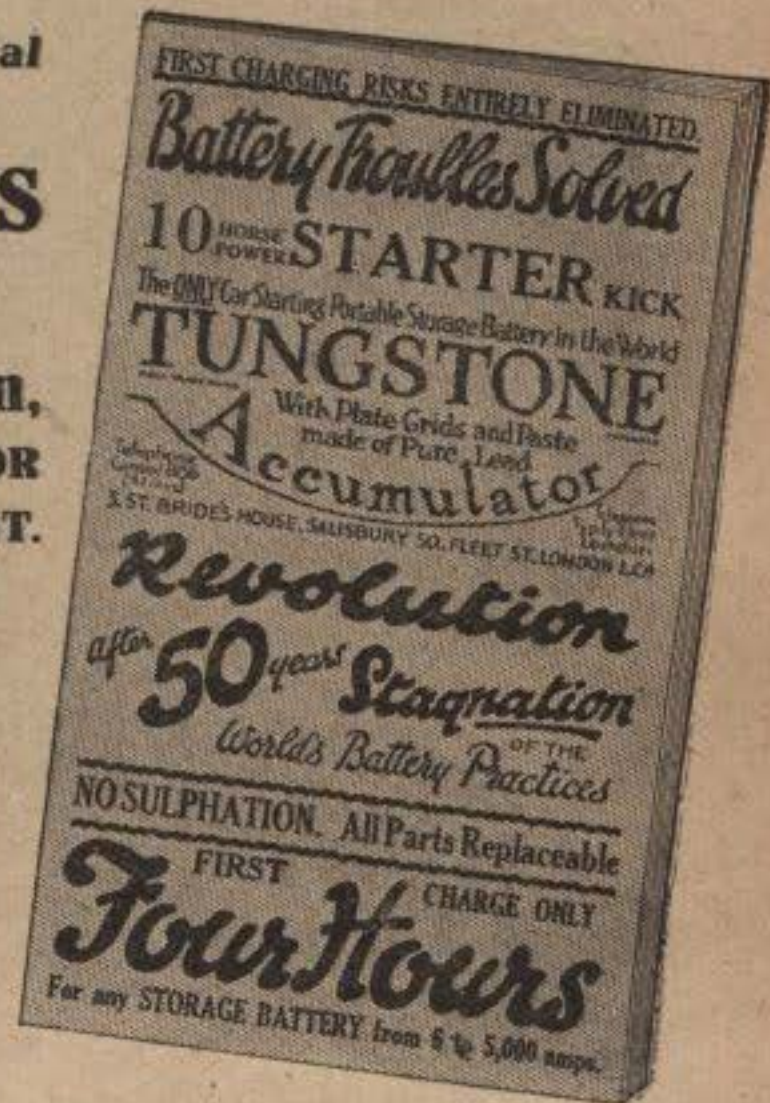 al
S
n,
OR
T.
FIRST CHARGING RISKS ENTIRELY ELIMINATED
Battery Troubles Solved
10 HORSE POWER STARTER KICK
The ONLY Car Starting Portable Storage Battery in the World
TUNGSTONE
With Plate Grids and Paste
made of Pure Lead
Accumulator
3, ST. BRIDE'S HOUSE, SALISBURY SQ., FLEET ST. LONDON E.C.4
Revolution
after 50 years Stagnation
OF THE
World's Battery Practices
NO SULPHATION. All Parts Replaceable
FIRST CHARGE ONLY
Four Hours
For any STORAGE BATTERY from 6 to 5,000 amps.